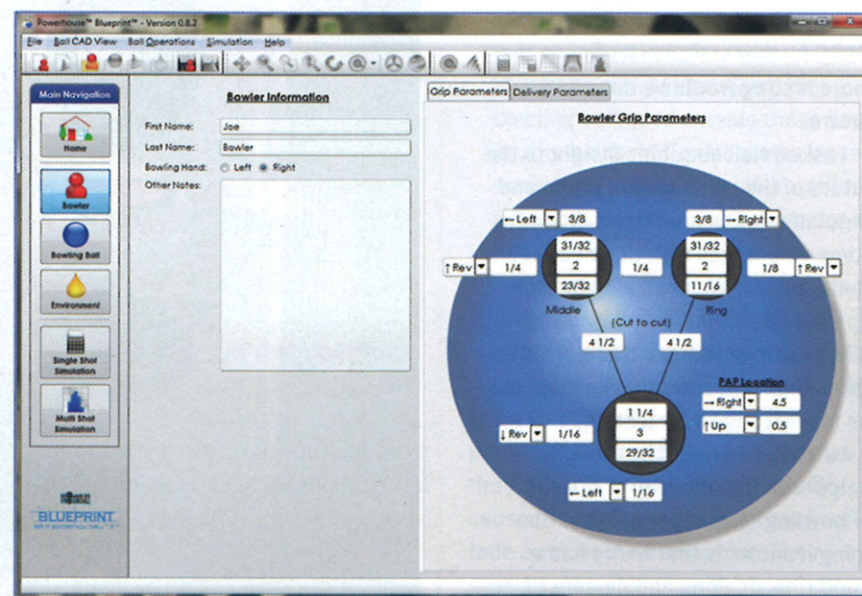 Powerhouse™ Blueprint™ - Version 0.8.2
File Ball CAD View Ball Operations Simulation Help
Main Navigation
Home
Bowler
Bowling Ball
Environment
Single Shot
Simulation
Multi Shot
Simulation
BLUEPRINT
Bowler Information
First Name: Joe
Last Name: Bowler
Bowling Hand: Left Right
Other Notes:
Grip Parameters Delivery Parameters
Bowler Grip Parameters
←Left 3/8 3/8 →Right
31/32 31/32
↑Rev 1/4 2 1/4 2 1/8 ↑Rev
23/32 11/16
Middle Ring
(Cut to cut)
4 1/2 4 1/2
PAP Location
→Right 4.5
↑Up 0.5
1 1/4
↓Rev 1/16 3
29/32
←Left 1/16